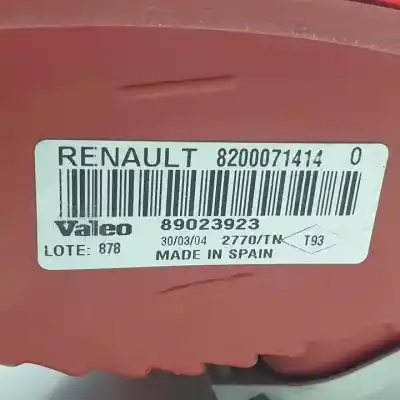 RENAULT 8200071414 0
Valeo 89023923
LOTE: 878 30/03/04 2770/TN T93
MADE IN SPAIN